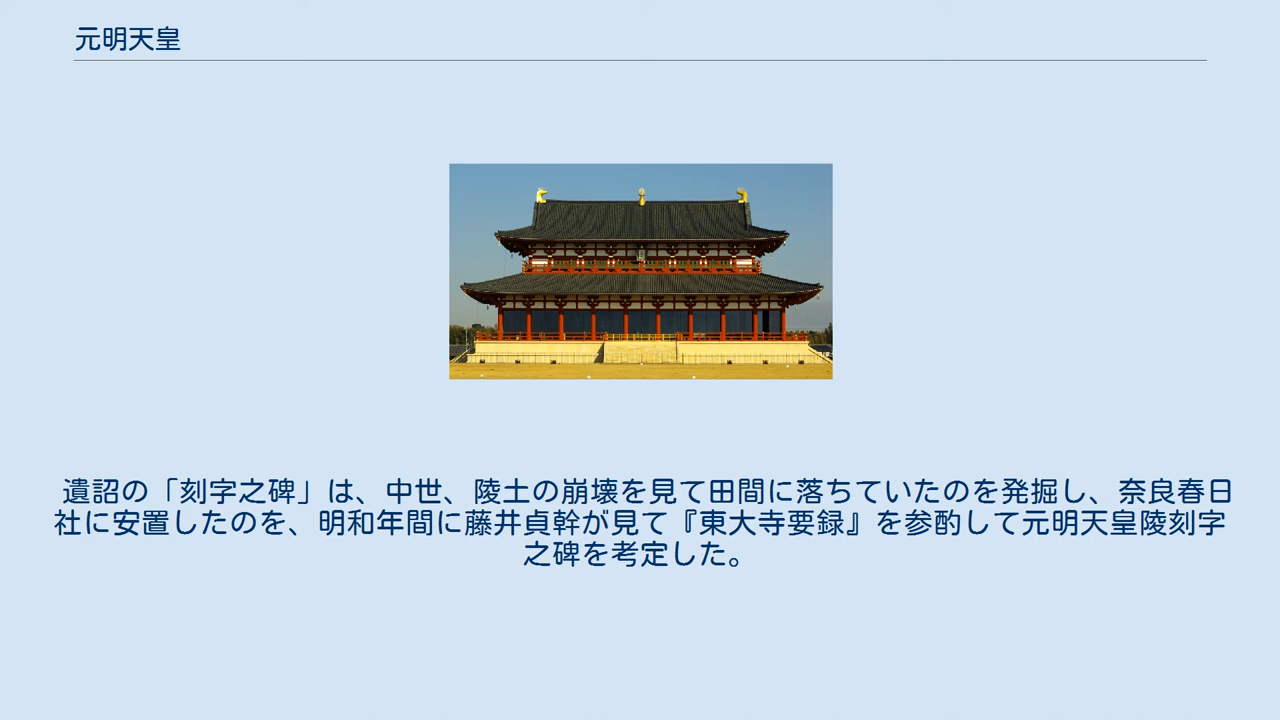 元明天皇
遺詔の「刻字之碑」は、中世、陵土の崩壊を見て田間に落ちていたのを発掘し、奈良春日
社に安置したのを、明和年間に藤井貞幹が見て『東大寺要録』を参酌して元明天皇陵刻字
之碑を考定した。